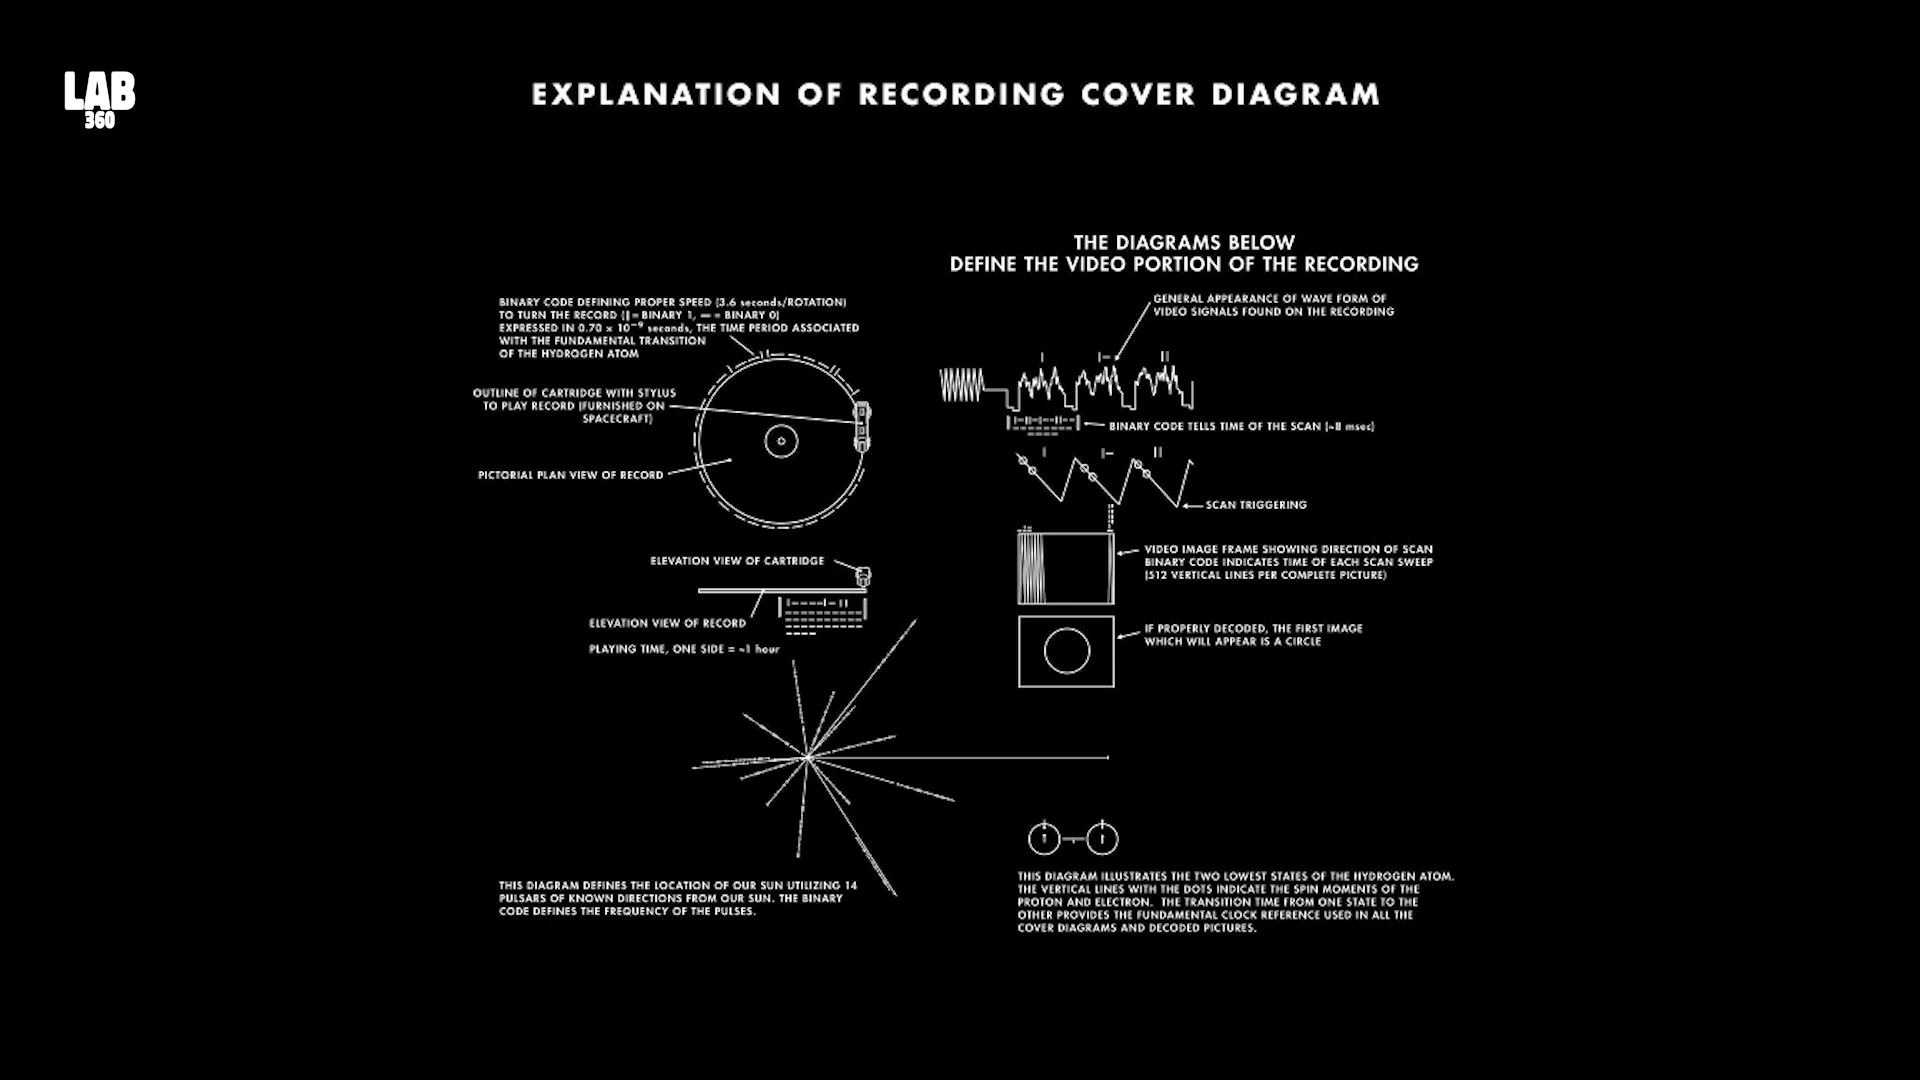 LAB
360
EXPLANATION OF RECORDING COVER DIAGRAM
THE DIAGRAMS BELOW
DEFINE THE VIDEO PORTION OF THE RECORDING
BINARY CODE DEFINING PROPER SPEED (3.6 seconds/ROTATION)
TO TURN THE RECORD (| = BINARY 1, — = BINARY 0)
EXPRESSED IN 0.70 × 10⁻⁹ seconds, THE TIME PERIOD ASSOCIATED
WITH THE FUNDAMENTAL TRANSITION
OF THE HYDROGEN ATOM
OUTLINE OF CARTRIDGE WITH STYLUS
TO PLAY RECORD (FURNISHED ON
SPACECRAFT)
PICTORIAL PLAN VIEW OF RECORD
ELEVATION VIEW OF CARTRIDGE
ELEVATION VIEW OF RECORD
PLAYING TIME, ONE SIDE = ~1 hour
THIS DIAGRAM DEFINES THE LOCATION OF OUR SUN UTILIZING 14
PULSARS OF KNOWN DIRECTIONS FROM OUR SUN. THE BINARY
CODE DEFINES THE FREQUENCY OF THE PULSES.
GENERAL APPEARANCE OF WAVE FORM OF
VIDEO SIGNALS FOUND ON THE RECORDING
BINARY CODE TELLS TIME OF THE SCAN (~8 msec)
SCAN TRIGGERING
VIDEO IMAGE FRAME SHOWING DIRECTION OF SCAN
BINARY CODE INDICATES TIME OF EACH SCAN SWEEP
(512 VERTICAL LINES PER COMPLETE PICTURE)
IF PROPERLY DECODED, THE FIRST IMAGE
WHICH WILL APPEAR IS A CIRCLE
THIS DIAGRAM ILLUSTRATES THE TWO LOWEST STATES OF THE HYDROGEN ATOM.
THE VERTICAL LINES WITH THE DOTS INDICATE THE SPIN MOMENTS OF THE
PROTON AND ELECTRON. THE TRANSITION TIME FROM ONE STATE TO THE
OTHER PROVIDES THE FUNDAMENTAL CLOCK REFERENCE USED IN ALL THE
COVER DIAGRAMS AND DECODED PICTURES.